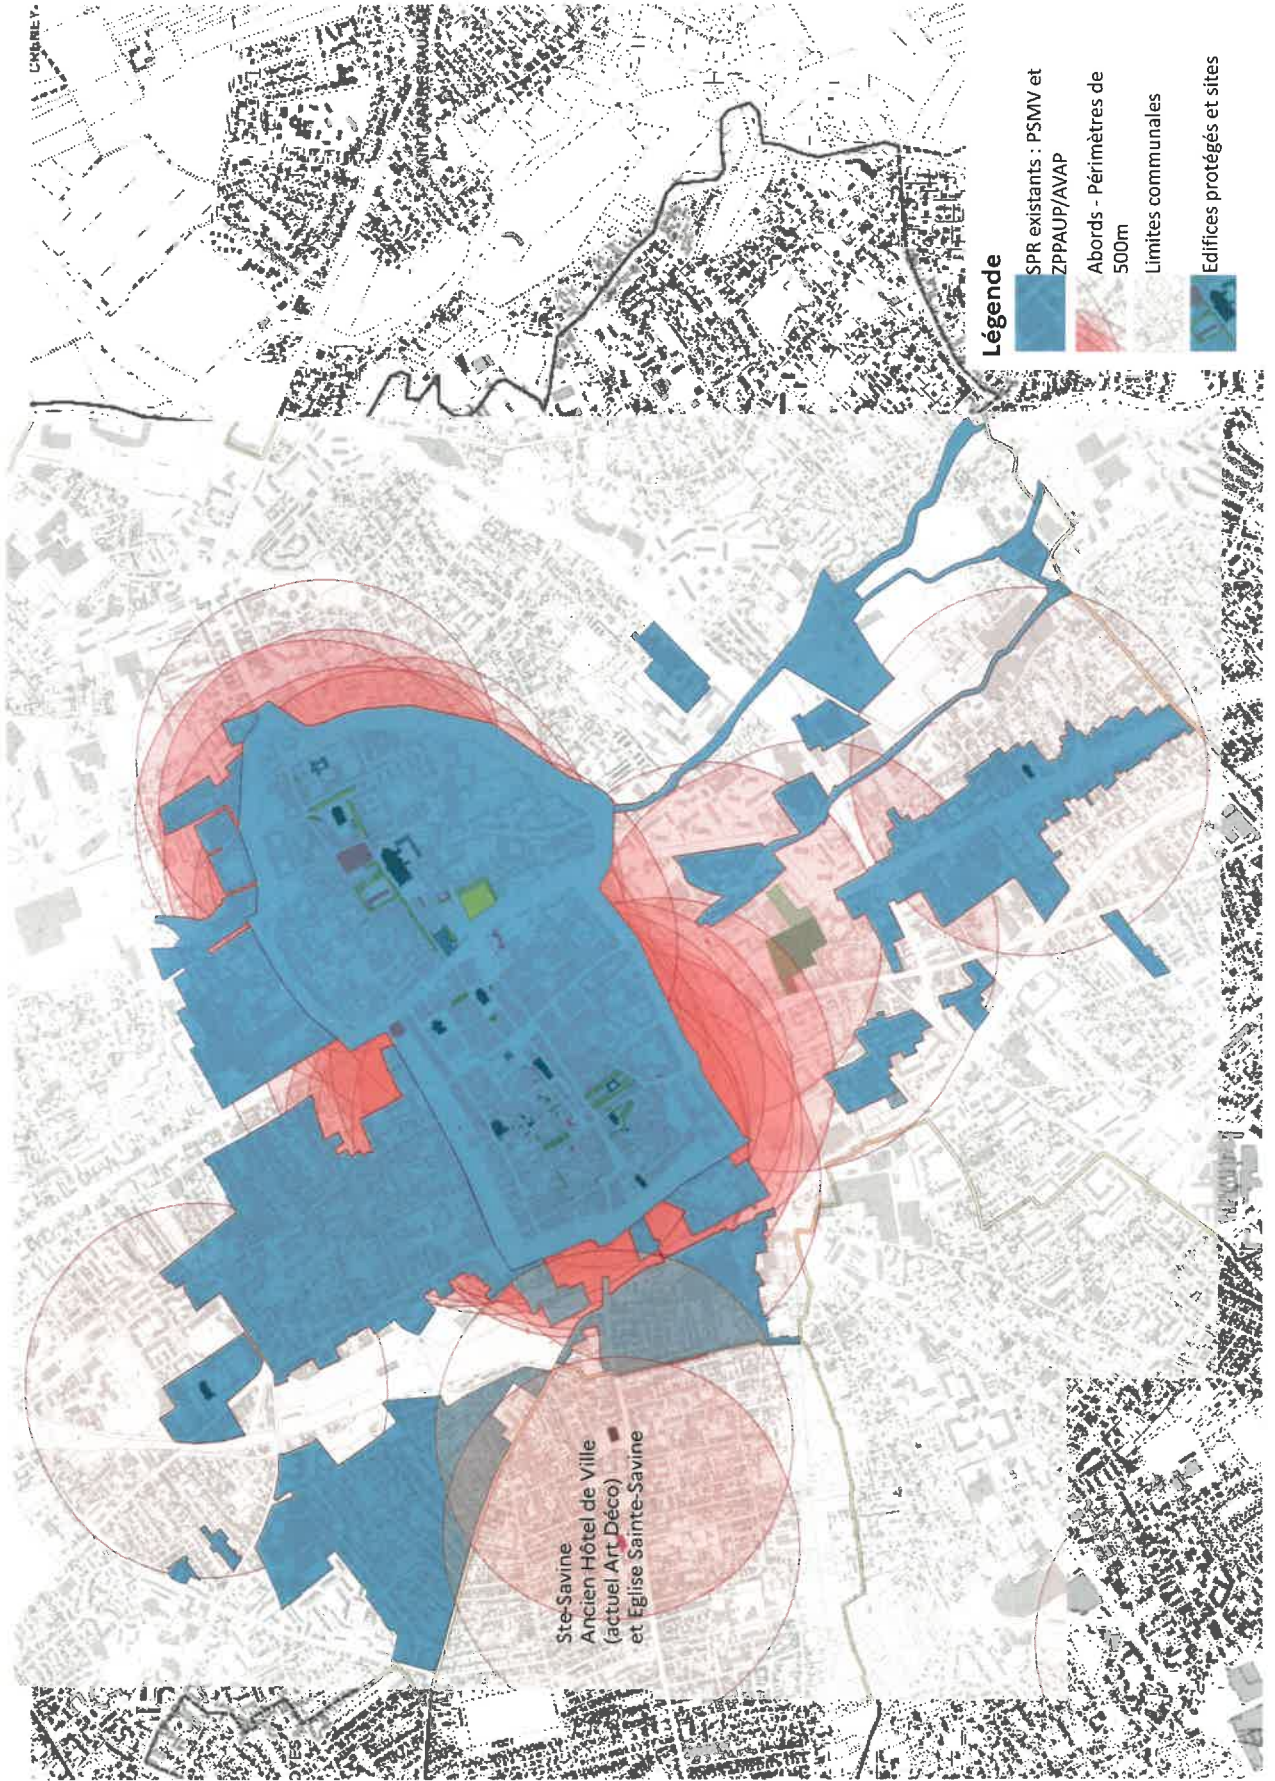 Légende
SPR existants : PSMV et
ZPPAUP/AVAP
Abords - Périmètres de
500m
Limites communales
Edifices protégés et sites
Ste-Savine
Ancien Hôtel de Ville
(actuel Art Déco)
et Eglise Sainte-Savine